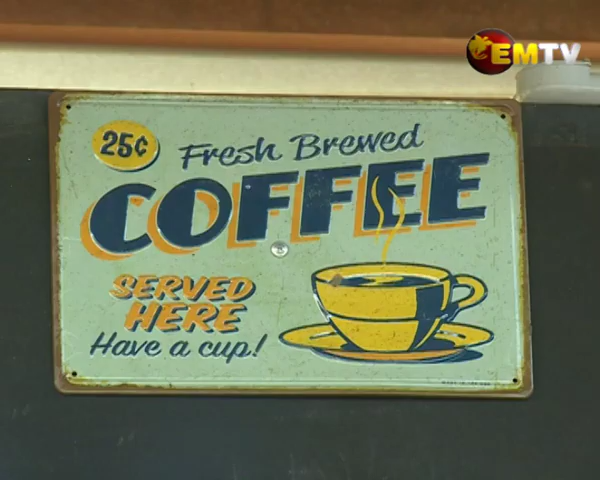 EMTV
25¢
Fresh Brewed
COFFEE
SERVED
HERE
Have a cup!